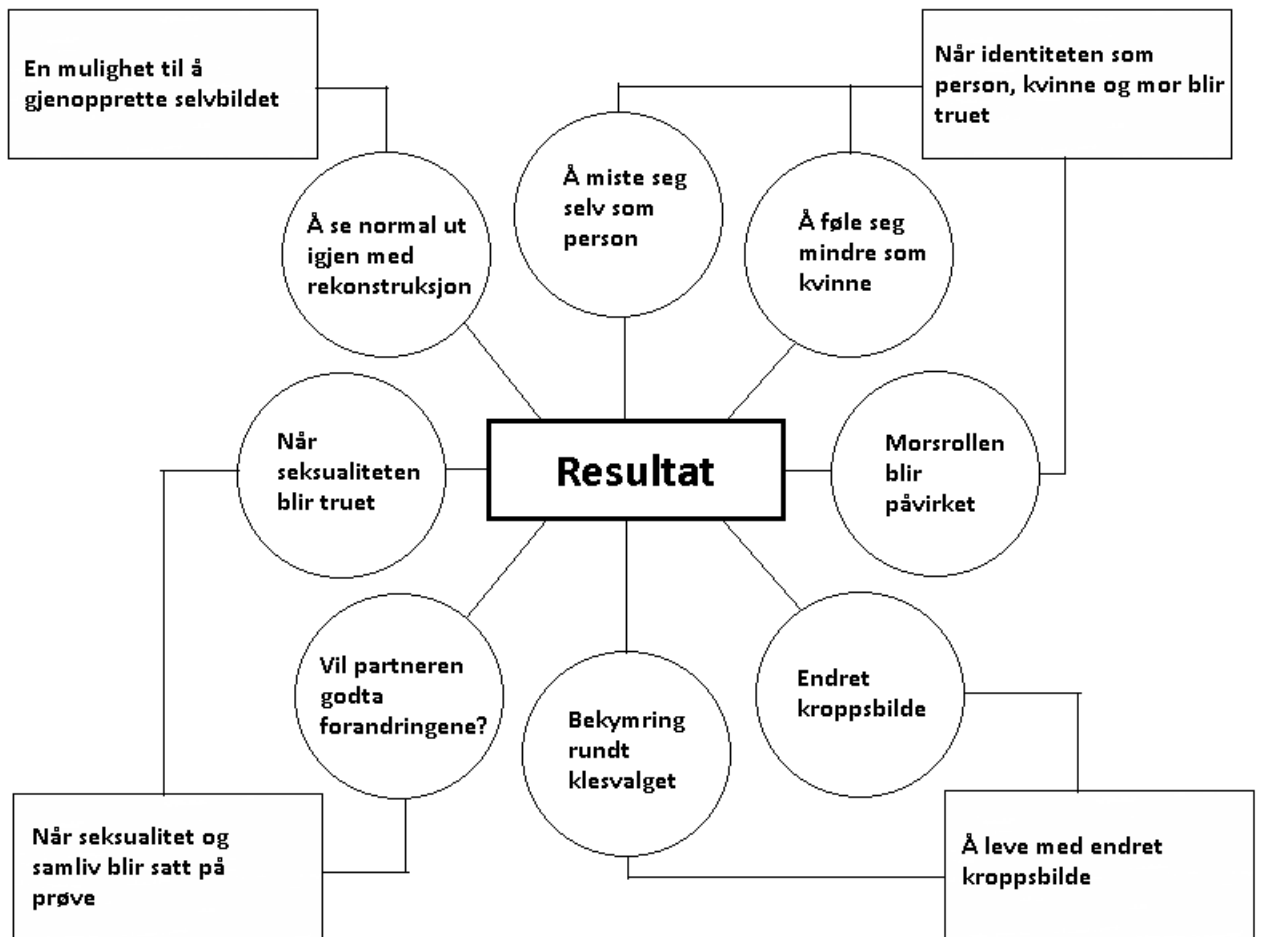 En mulighet til å
gjenopprette selvbildet
Når identiteten som
person, kvinne og mor blir
truet
Å miste seg
selv som
person
Å se normal ut
igjen med
rekonstruksjon
Å føle seg
mindre som
kvinne
Når
seksualiteten
blir truet
Resultat
Morsrollen
blir
påvirket
Vil partneren
godta
forandringene?
Bekymring
rundt
klesvalget
Endret
kroppsbilde
Når seksualitet og
samliv blir satt på
prøve
Å leve med endret
kroppsbilde